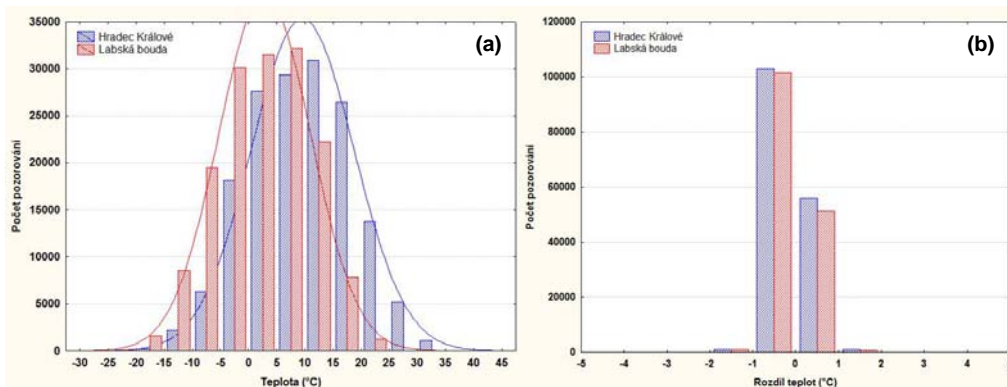 35000
30000
25000
20000
15000
10000
5000
0
Počet pozorování
Hradec Králové
Labská bouda
(a)
-30 -25 -20 -15 -10 -5 0 5 10 15 20 25 30 35 40 45
Teplota (°C)
120000
100000
80000
60000
40000
20000
0
Počet pozorování
Hradec Králové
Labská bouda
(b)
-5 -4 -3 -2 -1 0 1 2 3 4
Rozdíl teplot (°C)